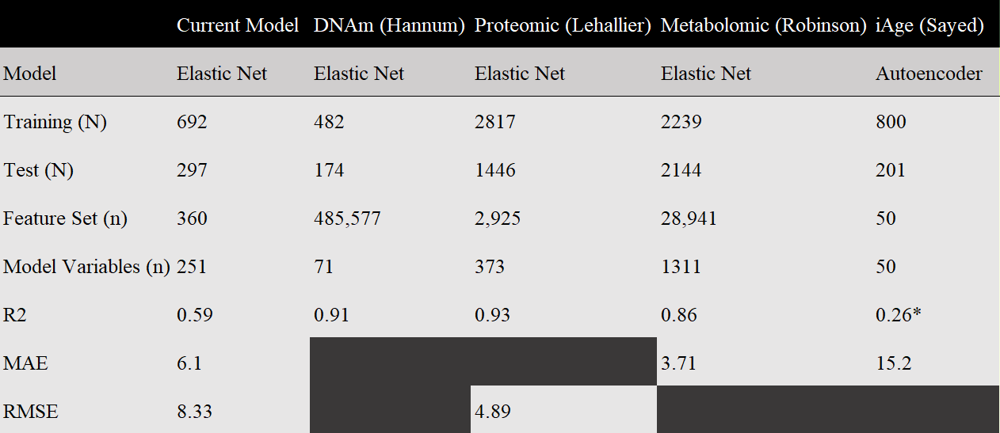 Current Model DNAm (Hannum) Proteomic (Lehallier) Metabolomic (Robinson) iAge (Sayed)
Model Elastic Net Elastic Net Elastic Net Elastic Net Autoencoder
Training (N) 692 482 2817 2239 800
Test (N) 297 174 1446 2144 201
Feature Set (n) 360 485,577 2,925 28,941 50
Model Variables (n) 251 71 373 1311 50
R2 0.59 0.91 0.93 0.86 0.26*
MAE 6.1 3.71 15.2
RMSE 8.33 4.89